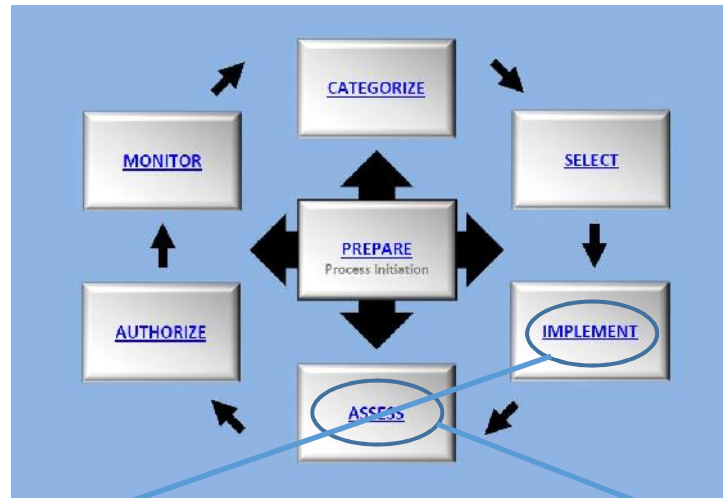 CATEGORIZE
MONITOR
SELECT
PREPARE
Process Initiation
AUTHORIZE
IMPLEMENT
ASSESS